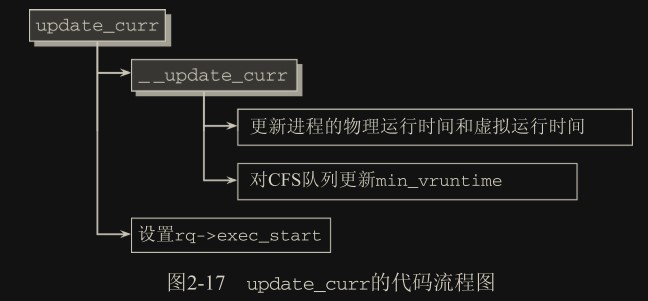 update_curr
__update_curr
更新进程的物理运行时间和虚拟运行时间
对CFS队列更新min_vruntime
设置rq->exec_start
图2-17 update_curr的代码流程图